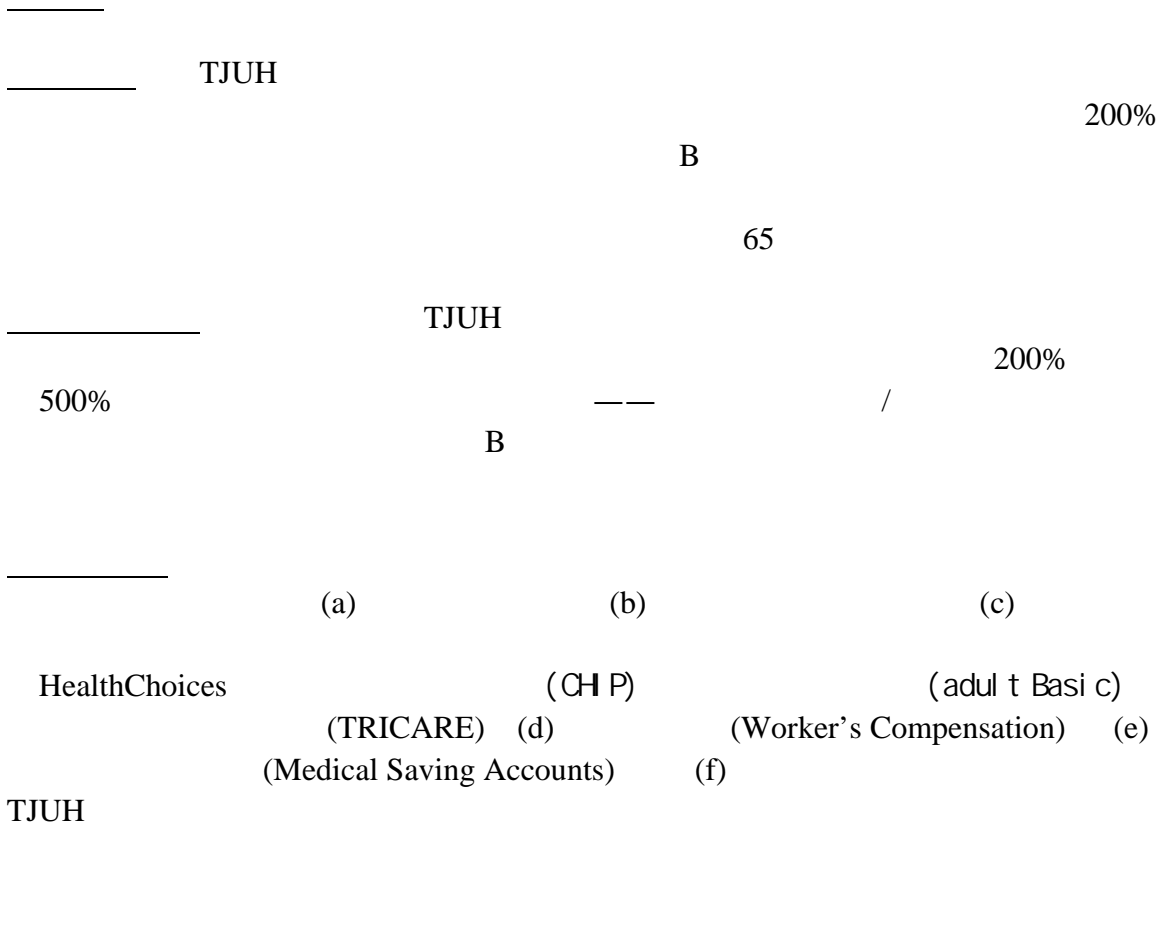 TJUH
200%
B
65
TJUH
200%
500% —— /
B
(a) (b) (c)
HealthChoices (CHIP) (adult Basic)
(TRICARE) (d) (Worker's Compensation) (e)
(Medical Saving Accounts) (f)
TJUH